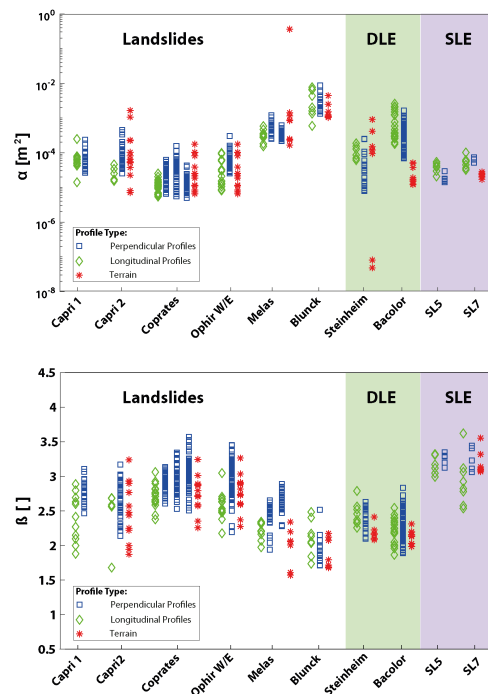 Landslides DLE SLE
10^0
10^-2
10^-4
10^-6
10^-8
α [m^2]
Profile Type:
Perpendicular Profiles
Longitudinal Profiles
Terrain
Capri 1 Capri 2 Coprates Ophir W/E Melas Blunck Steinheim Bacolor SL5 SL7
Landslides DLE SLE
4.5
4
3.5
3
2.5
2
1.5
1
0.5
ß [ ]
Profile Type:
Perpendicular Profiles
Longitudinal Profiles
Terrain
Capri 1 Capri2 Coprates Ophir W/E Melas Blunck Steinheim Bacolor SL5 SL7